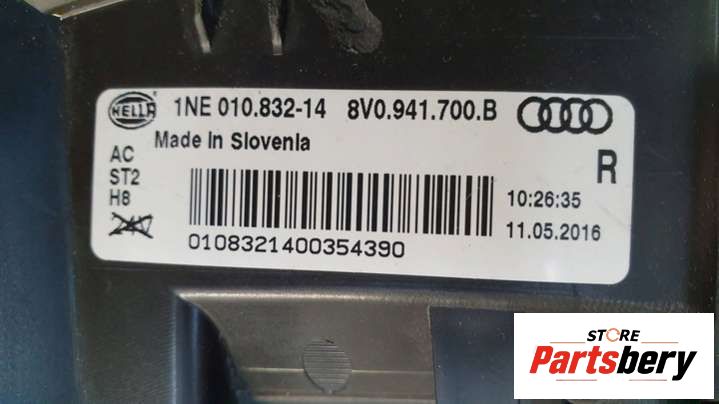 HELLA
1NE 010.832-14 8V0.941.700.B
Made In Slovenia
AC
ST2
H8
24V
R
10:26:35
11.05.2016
0108321400354390
STORE
Partsbery